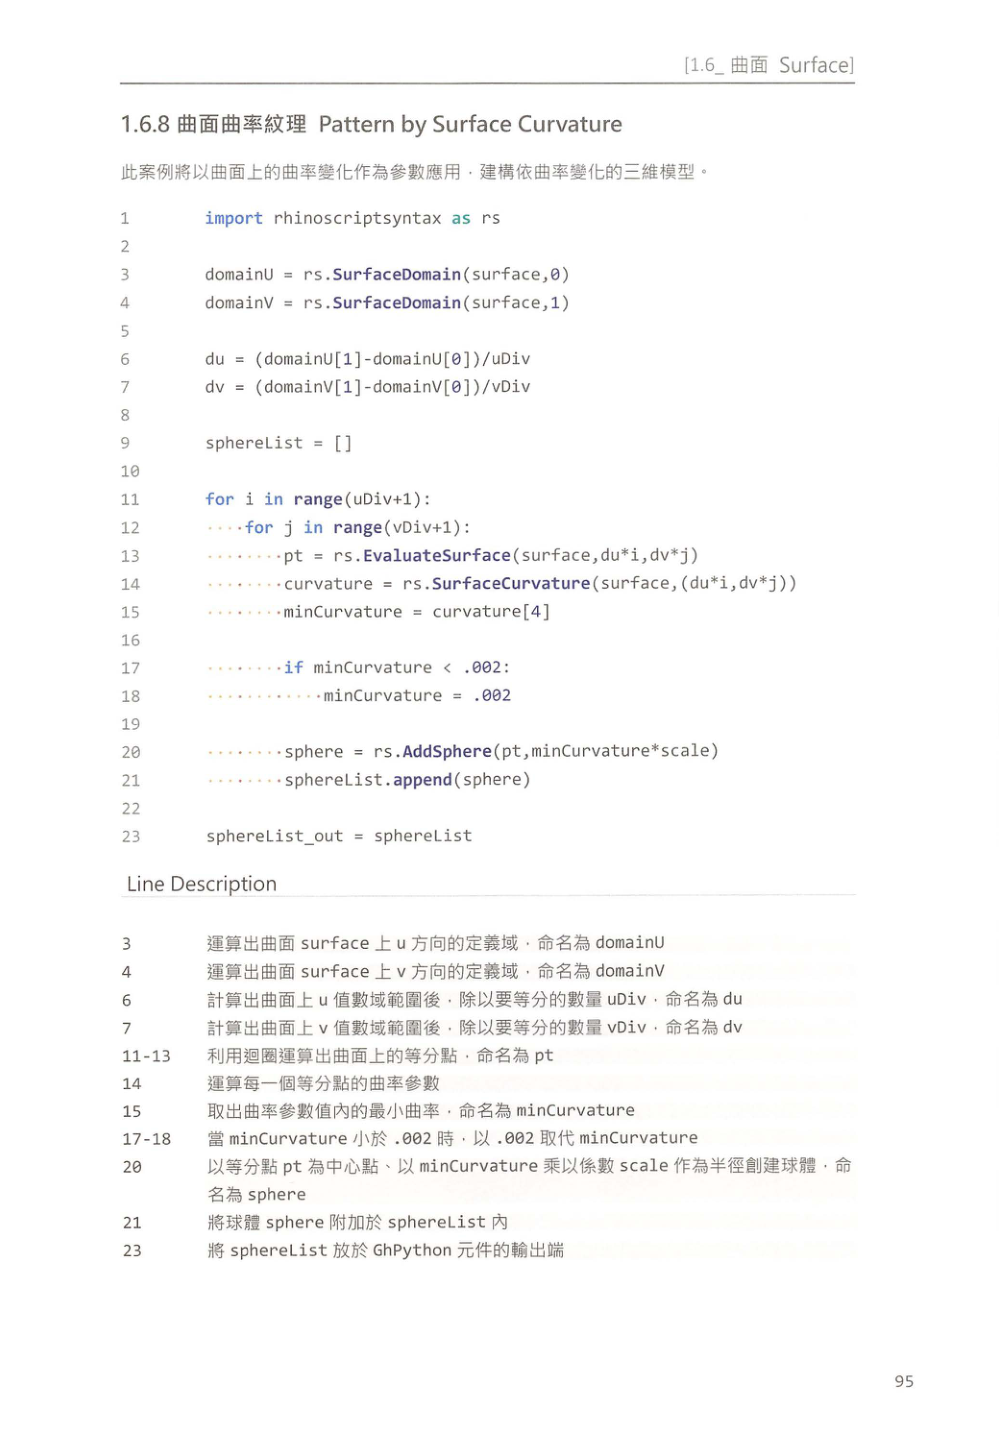 [1.6_ 曲面 Surface]
1.6.8 曲面曲率紋理 Pattern by Surface Curvature
此案例將以曲面上的曲率變化作為參數應用，建構依曲率變化的三維模型。
1 import rhinoscriptsyntax as rs
2
3 domainU = rs.SurfaceDomain(surface,0)
4 domainV = rs.SurfaceDomain(surface,1)
5
6 du = (domainU[1]-domainU[0])/uDiv
7 dv = (domainV[1]-domainV[0])/vDiv
8
9 sphereList = []
10
11 for i in range(uDiv+1):
12 ····for j in range(vDiv+1):
13 ········pt = rs.EvaluateSurface(surface,du*i,dv*j)
14 ········curvature = rs.SurfaceCurvature(surface,(du*i,dv*j))
15 ········minCurvature = curvature[4]
16
17 ········if minCurvature < .002:
18 ············minCurvature = .002
19
20 ········sphere = rs.AddSphere(pt,minCurvature*scale)
21 ········sphereList.append(sphere)
22
23 sphereList_out = sphereList
Line Description
3 運算出曲面 surface 上 u 方向的定義域，命名為 domainU
4 運算出曲面 surface 上 v 方向的定義域，命名為 domainV
6 計算出曲面上 u 值數域範圍後，除以要等分的數量 uDiv，命名為 du
7 計算出曲面上 v 值數域範圍後，除以要等分的數量 vDiv，命名為 dv
11-13 利用迴圈運算出曲面上的等分點，命名為 pt
14 運算每一個等分點的曲率參數
15 取出曲率參數值內的最小曲率，命名為 minCurvature
17-18 當 minCurvature 小於 .002 時，以 .002 取代 minCurvature
20 以等分點 pt 為中心點、以 minCurvature 乘以係數 scale 作為半徑創建球體，命
名為 sphere
21 將球體 sphere 附加於 sphereList 內
23 將 sphereList 放於 GhPython 元件的輸出端
95